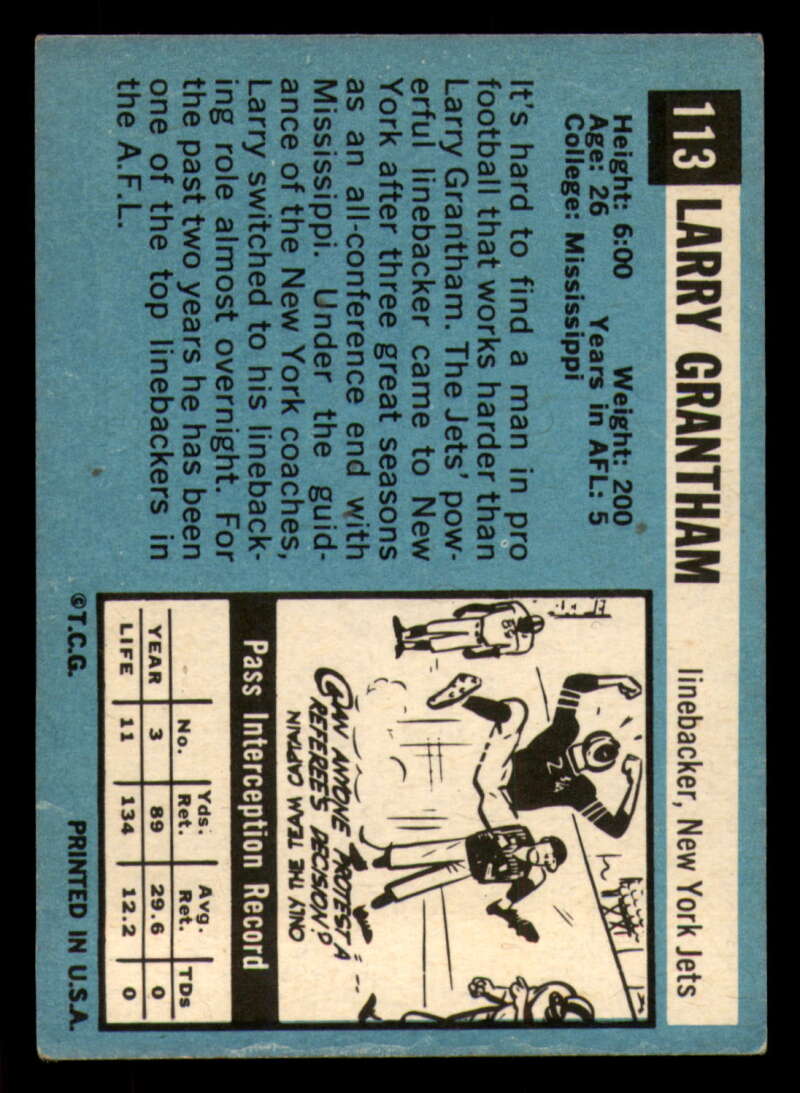 113 LARRY GRANTHAM linebacker, New York Jets
Height: 6:00 Weight: 200
Age: 26 Years in AFL: 5
College: Mississippi
It's hard to find a man in pro
football that works harder than
Larry Grantham. The Jets' pow-
erful linebacker came to New
York after three great seasons
as an all-conference end with
Mississippi. Under the guid-
ance of the New York coaches,
Larry switched to his lineback-
ing role almost overnight. For
the past two years he has been
one of the top linebackers in
the A.F.L.
89
2¾
CAN ANYONE PROTEST A
REFEREE'S DECISION?
ONLY THE TEAM CAPTAIN
Pass Interception Record
No. Yds. Ret. Avg. Ret. TDs
YEAR 3 89 29.6 0
LIFE 11 134 12.2 0
©T.C.G. PRINTED IN U.S.A.